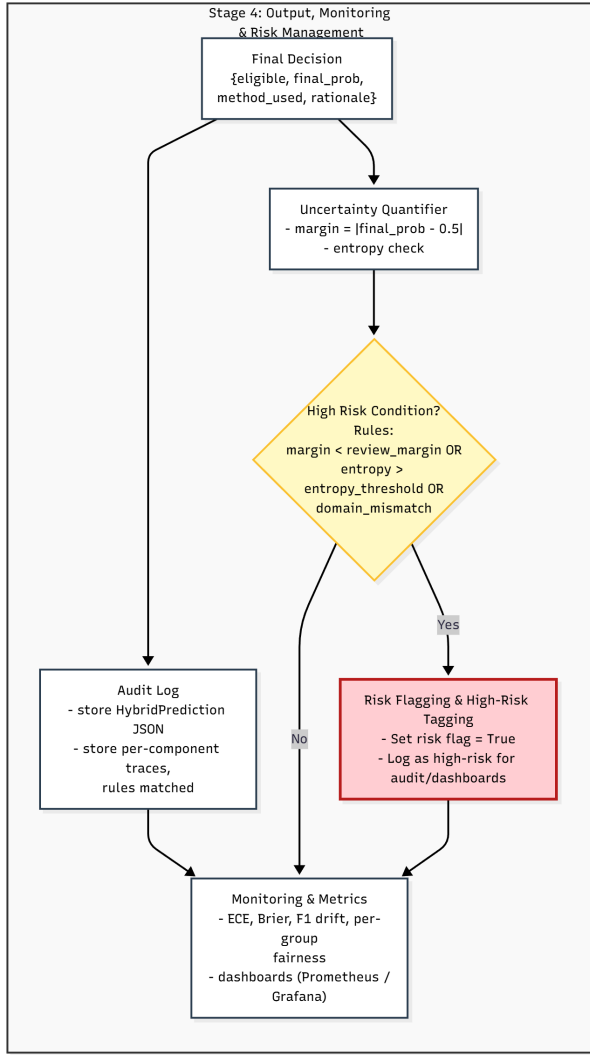 Stage 4: Output, Monitoring
& Risk Management
Final Decision
{eligible, final_prob,
method_used, rationale}
Uncertainty Quantifier
- margin = |final_prob - 0.5|
- entropy check
High Risk Condition?
Rules:
margin < review_margin OR
entropy >
entropy_threshold OR
domain_mismatch
Yes
No
Audit Log
- store HybridPrediction
JSON
- store per-component
traces,
rules matched
Risk Flagging & High-Risk
Tagging
- Set risk flag = True
- Log as high-risk for
audit/dashboards
Monitoring & Metrics
- ECE, Brier, F1 drift, per-
group
fairness
- dashboards (Prometheus /
Grafana)